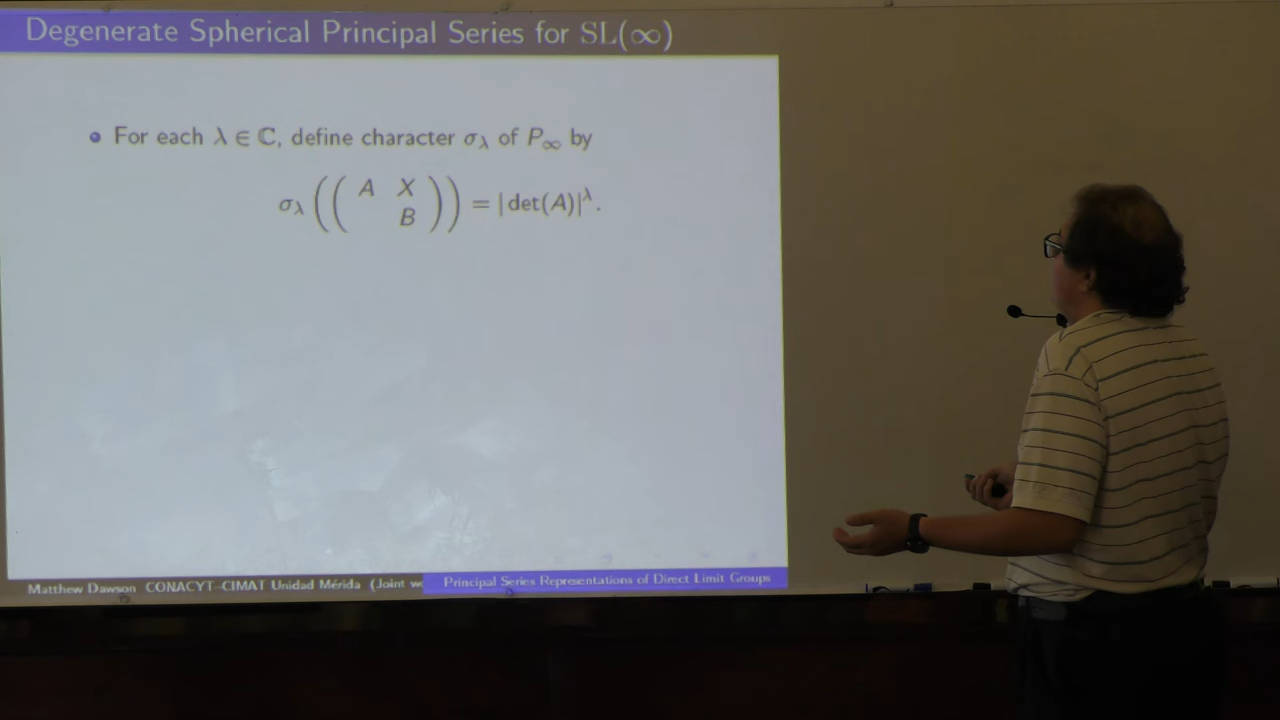 Degenerate Spherical Principal Series for SL(∞)
For each λ ∈ ℂ, define character σ_λ of P_∞ by
σ_λ (( A X
B )) = |det(A)|^λ.
Matthew Dawson CONACYT–CIMAT Unidad Mérida (Joint
Principal Series Representations of Direct Limit Groups